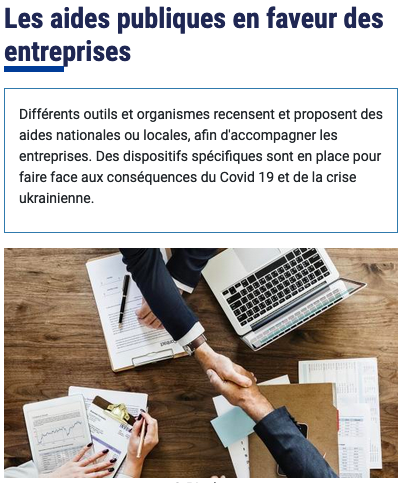 Les aides publiques en faveur des
entreprises
Différents outils et organismes recensent et proposent des
aides nationales ou locales, afin d'accompagner les
entreprises. Des dispositifs spécifiques sont en place pour
faire face aux conséquences du Covid 19 et de la crise
ukrainienne.